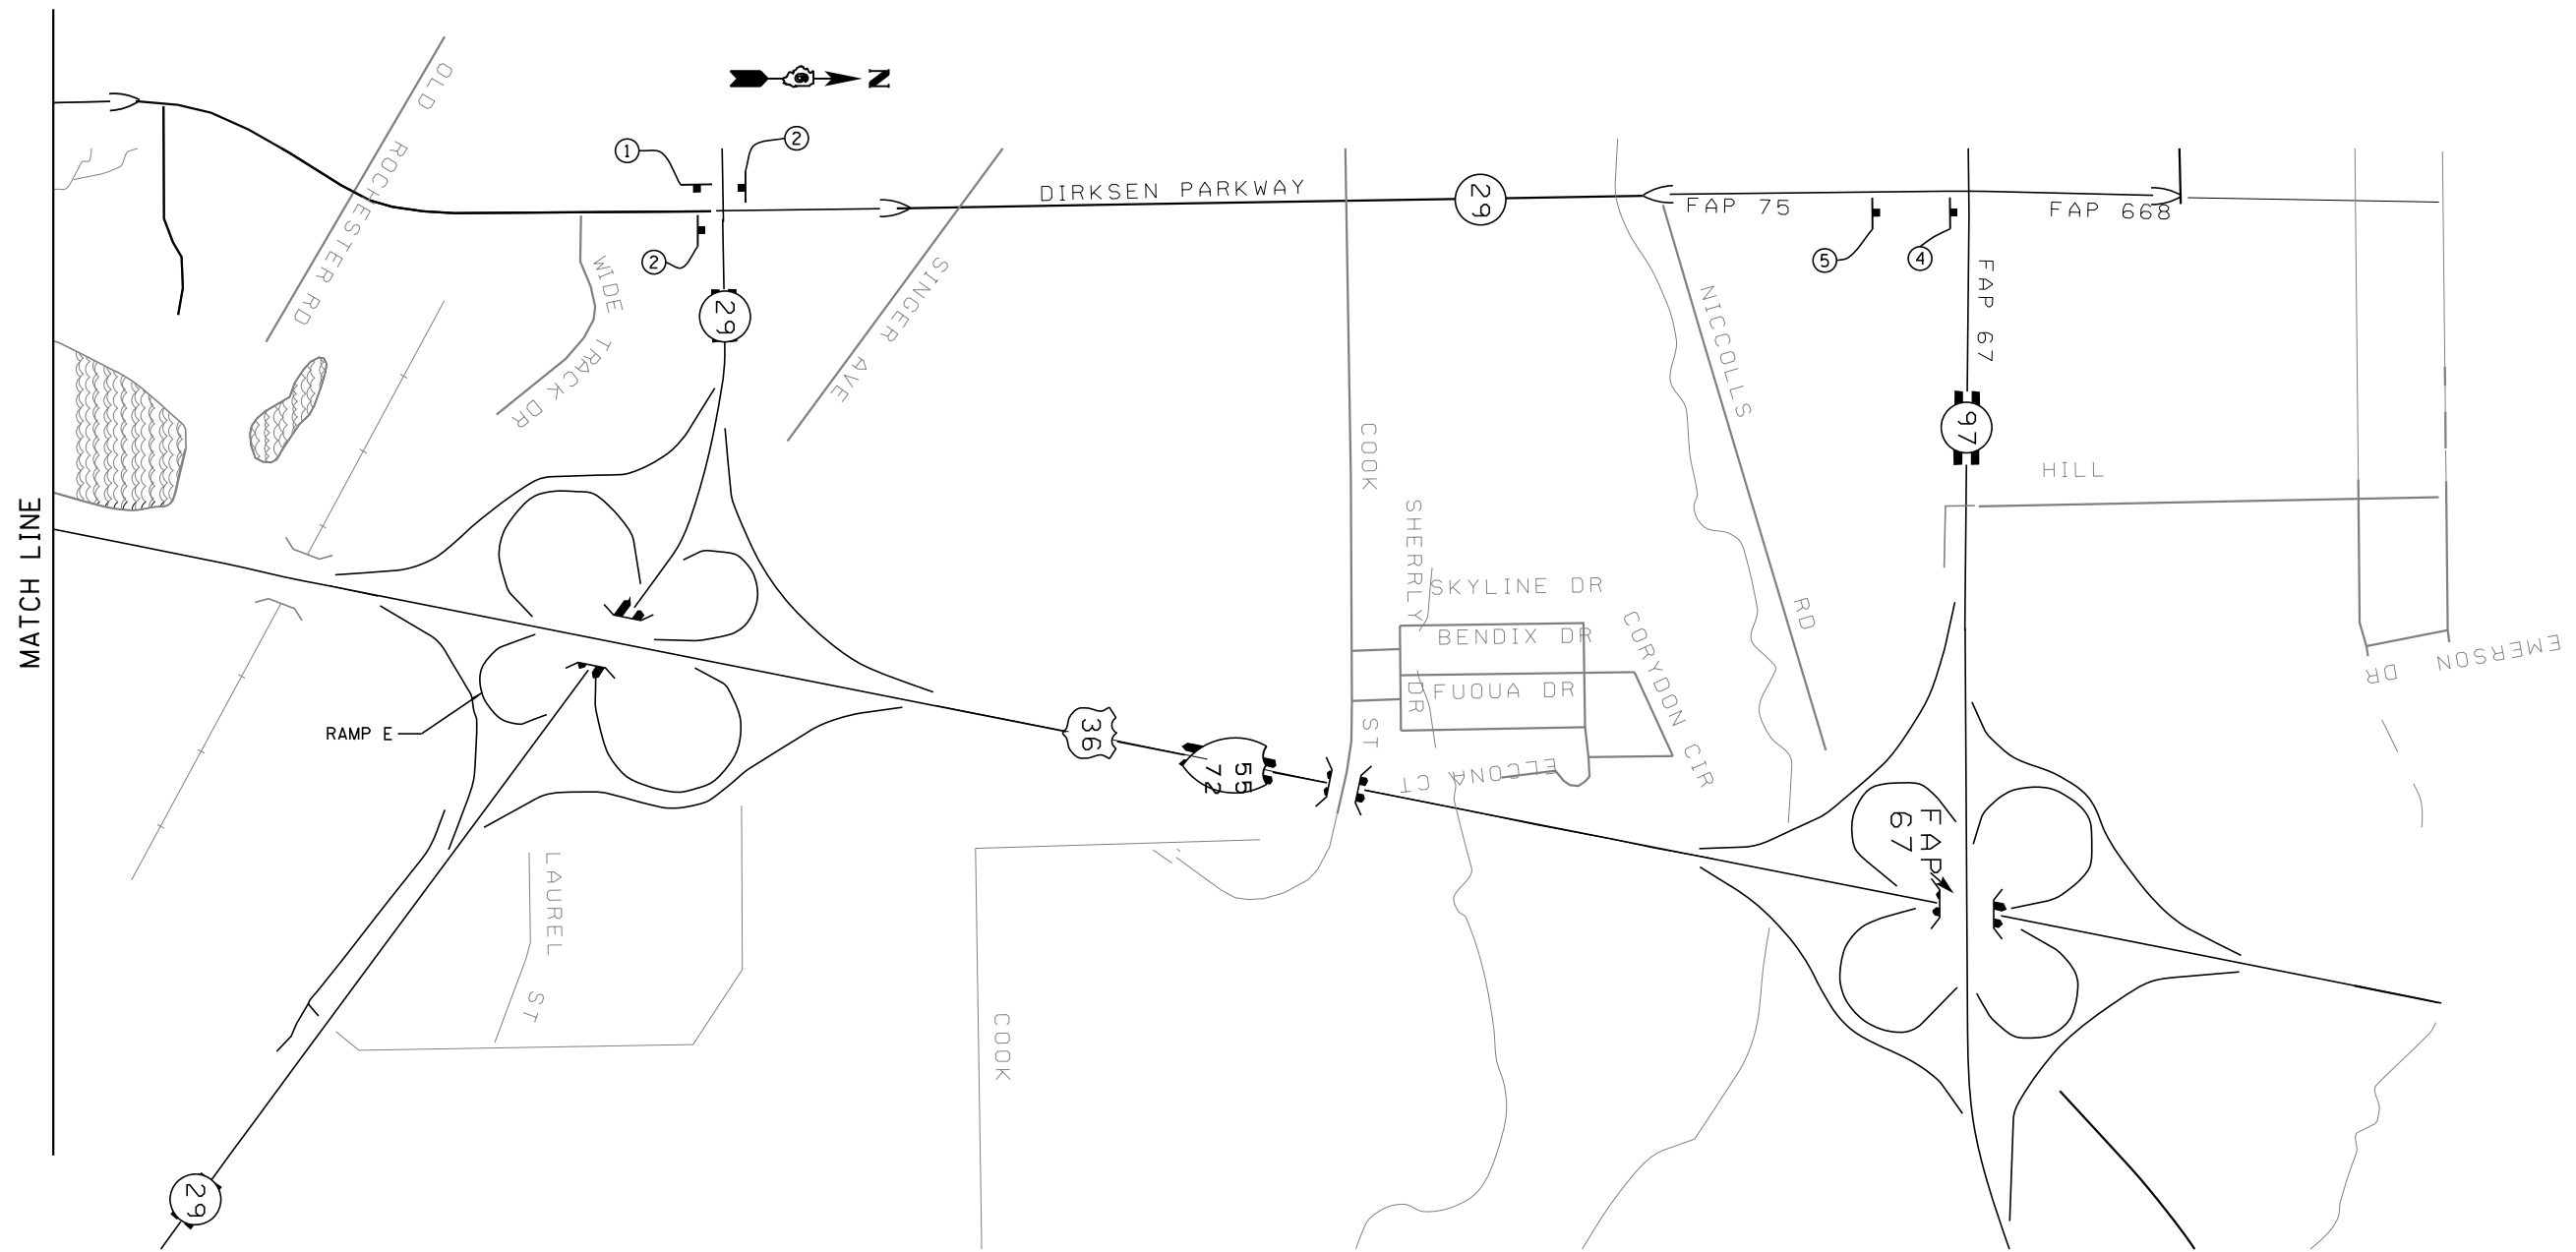 N
OLD ROCHESTER RD
1
2
2
29
DIRKSEN PARKWAY
29
FAP 75
FAP 668
5
4
FAP 67
97
WIDE TRACK DR
SINGER AVE
NICCOLLS RD
HILL
COOK ST
SHERRLY DR
SKYLINE DR
BENDIX DR
FUQUA DR
CORYDON CIR
ELCONA CT
EMERSON DR
MATCH LINE
RAMP E
36
55
72
FAP
67
LAUREL ST
COOK
29